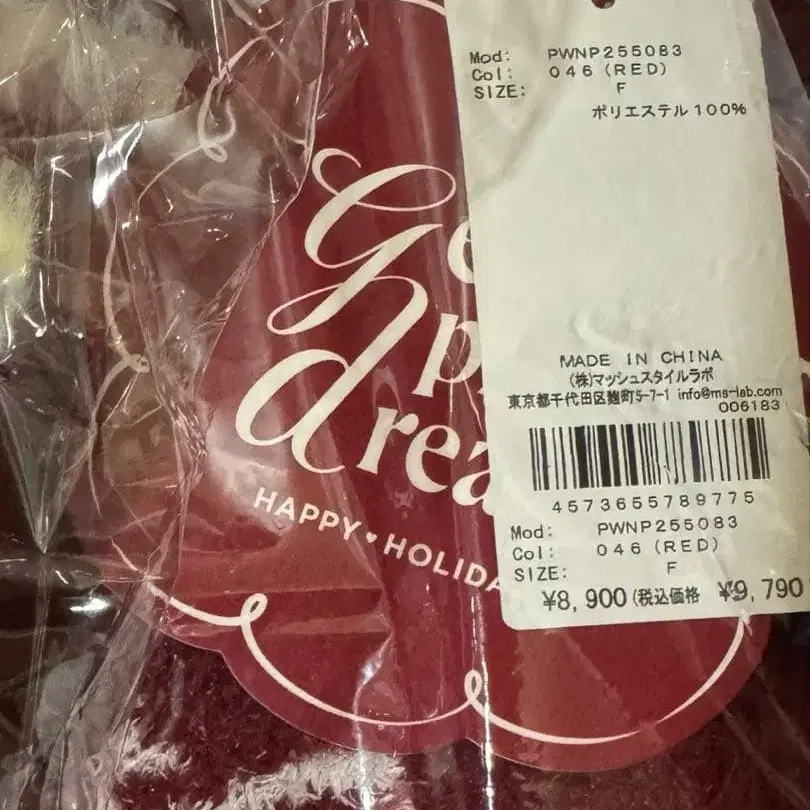 Mod: PWNP255083
Col: 046 (RED)
SIZE: F
ポリエステル 100%
MADE IN CHINA
(株)マッシュスタイルラボ
東京都千代田区麹町5-7-1 info@ms-lab.com
006183
4573655789775
Mod: PWNP255083
Col: 046 (RED)
SIZE: F
¥8,900(税込価格 ¥9,790
HAPPY♥HOLIDA